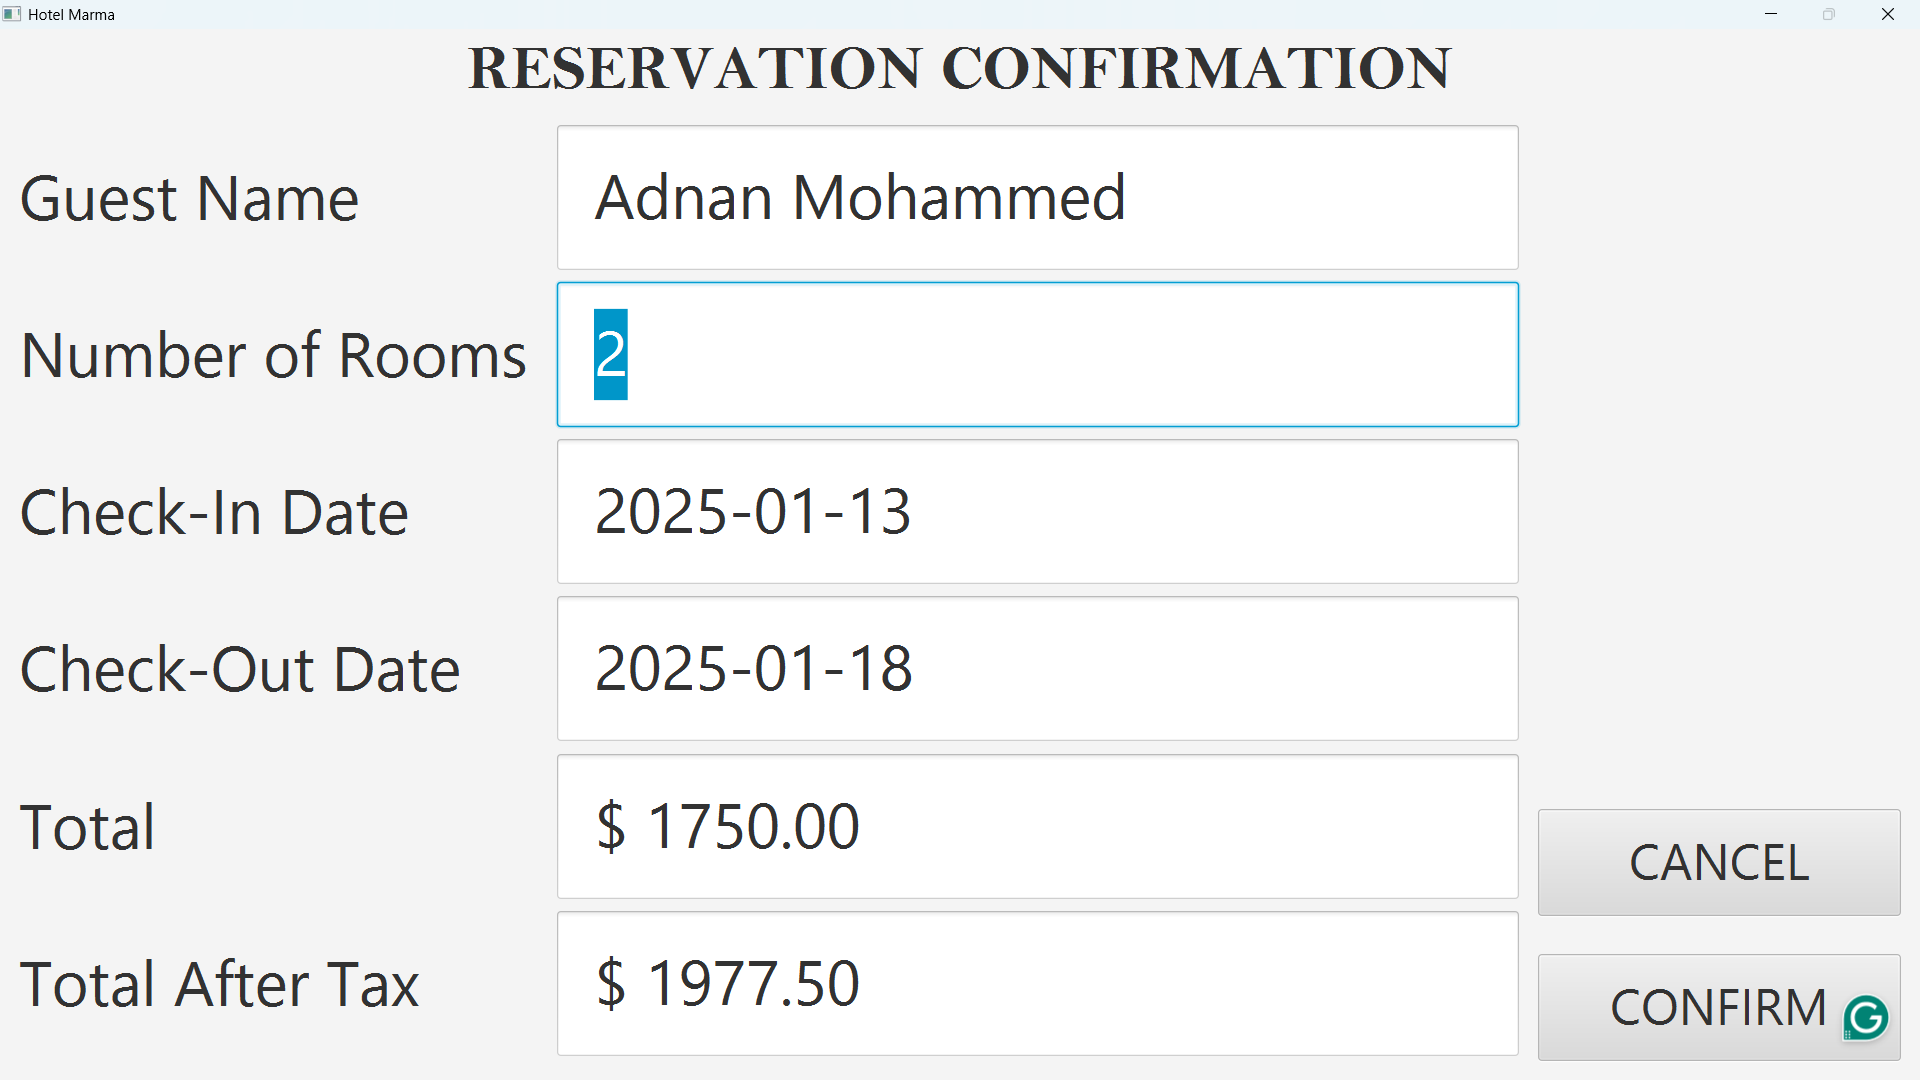 Hotel Marma
RESERVATION CONFIRMATION
Guest Name
Adnan Mohammed
Number of Rooms
2
Check-In Date
2025-01-13
Check-Out Date
2025-01-18
Total
$ 1750.00
Total After Tax
$ 1977.50
CANCEL
CONFIRM